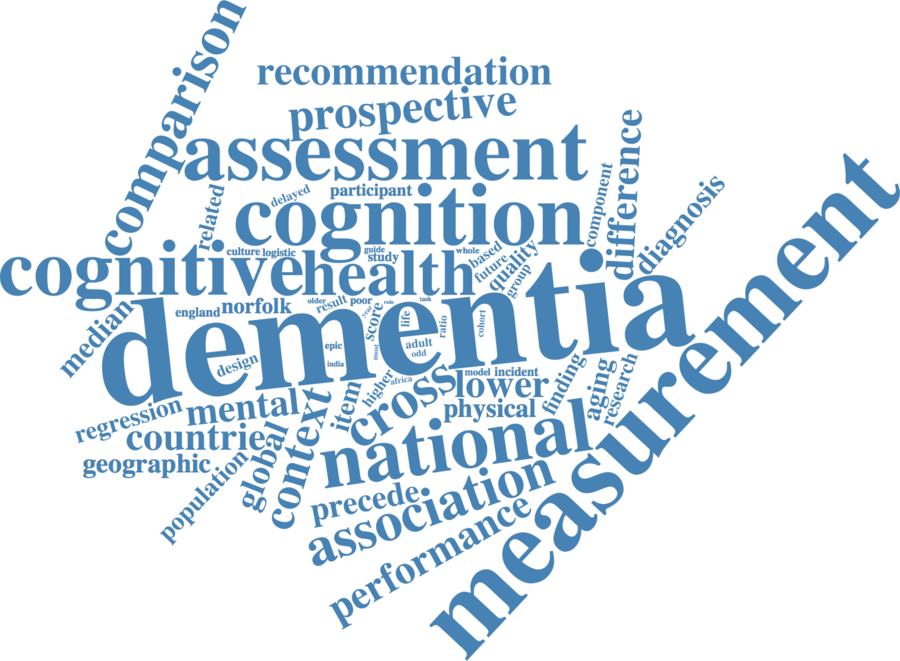 comparison
recommendation
prospective
assessment
difference
component
diagnosis
related
delayed
participant
cognition
measurement
cognitive
culture
logistic
guide
study
health
whole
based
future
quality
group
median
england
norfolk
older
result
poor
year
role
task
score
life
ratio
cohort
dementia
epic
india
most
adult
odd
design
model
incident
higher
africa
lower
finding
aging
research
regression
mental
item
cross
physical
countrie
context
global
national
geographic
population
precede
association
performance